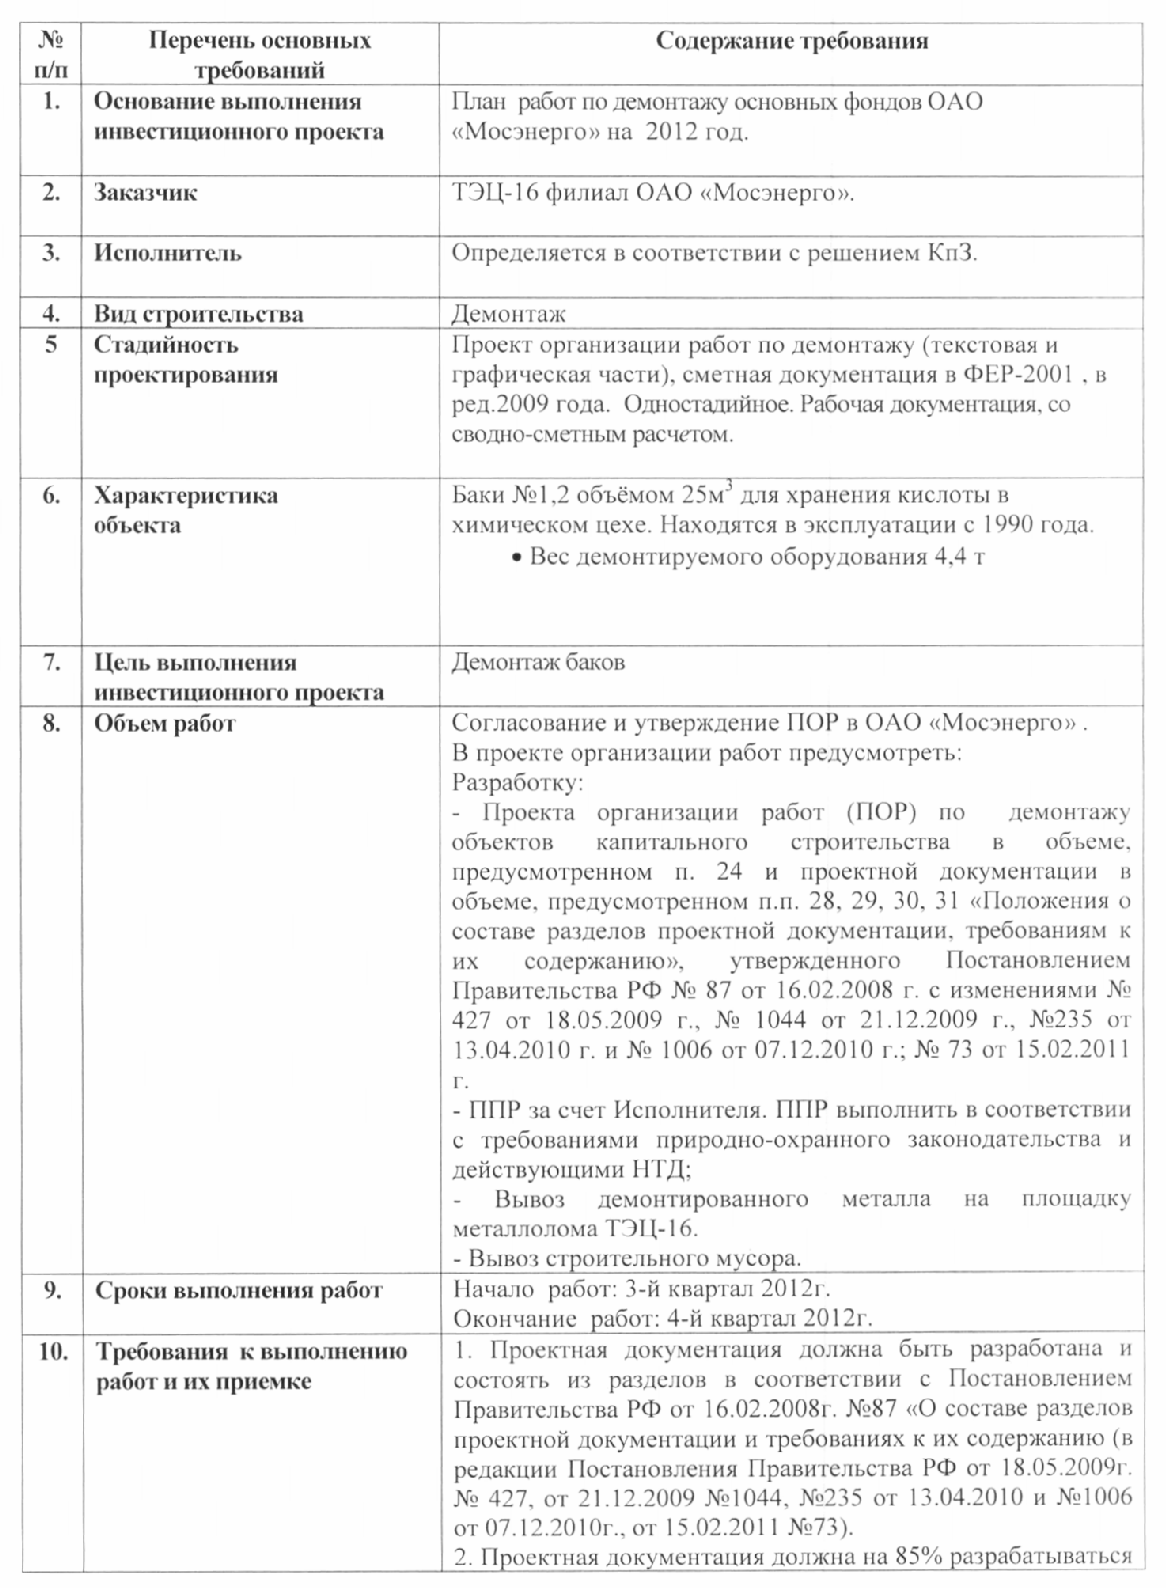 № Перечень основных Содержание требования
п/п требований
1. Основание выполнения План работ по демонтажу основных фондов ОАО
инвестиционного проекта «Мосэнерго» на 2012 год.
2. Заказчик ТЭЦ-16 филиал ОАО «Мосэнерго».
3. Исполнитель Определяется в соответствии с решением КпЗ.
4. Вид строительства Демонтаж
5 Стадийность Проект организации работ по демонтажу (текстовая и
проектирования графическая части), сметная документация в ФЕР-2001 , в
ред.2009 года. Одностадийное. Рабочая документация, со
сводно-сметным расчетом.
6. Характеристика Баки №1,2 объёмом 25м³ для хранения кислоты в
объекта химическом цехе. Находятся в эксплуатации с 1990 года.
• Вес демонтируемого оборудования 4,4 т
7. Цель выполнения Демонтаж баков
инвестиционного проекта
8. Объем работ Согласование и утверждение ПОР в ОАО «Мосэнерго» .
В проекте организации работ предусмотреть:
Разработку:
- Проекта организации работ (ПОР) по демонтажу
объектов капитального строительства в объеме,
предусмотренном п. 24 и проектной документации в
объеме, предусмотренном п.п. 28, 29, 30, 31 «Положения о
составе разделов проектной документации, требованиям к
их содержанию», утвержденного Постановлением
Правительства РФ № 87 от 16.02.2008 г. с изменениями №
427 от 18.05.2009 г., № 1044 от 21.12.2009 г., №235 от
13.04.2010 г. и № 1006 от 07.12.2010 г.; № 73 от 15.02.2011
г.
- ППР за счет Исполнителя. ППР выполнить в соответствии
с требованиями природно-охранного законодательства и
действующими НТД;
- Вывоз демонтированного металла на площадку
металлолома ТЭЦ-16.
- Вывоз строительного мусора.
9. Сроки выполнения работ Начало работ: 3-й квартал 2012г.
Окончание работ: 4-й квартал 2012г.
10. Требования к выполнению 1. Проектная документация должна быть разработана и
работ и их приемке состоять из разделов в соответствии с Постановлением
Правительства РФ от 16.02.2008г. №87 «О составе разделов
проектной документации и требованиях к их содержанию (в
редакции Постановления Правительства РФ от 18.05.2009г.
№ 427, от 21.12.2009 №1044, №235 от 13.04.2010 и №1006
от 07.12.2010г., от 15.02.2011 №73).
2. Проектная документация должна на 85% разрабатываться